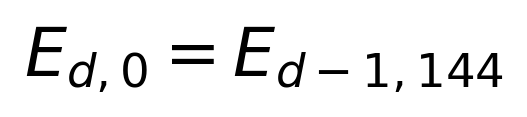 $E_{d,0} = E_{d-1,144}$